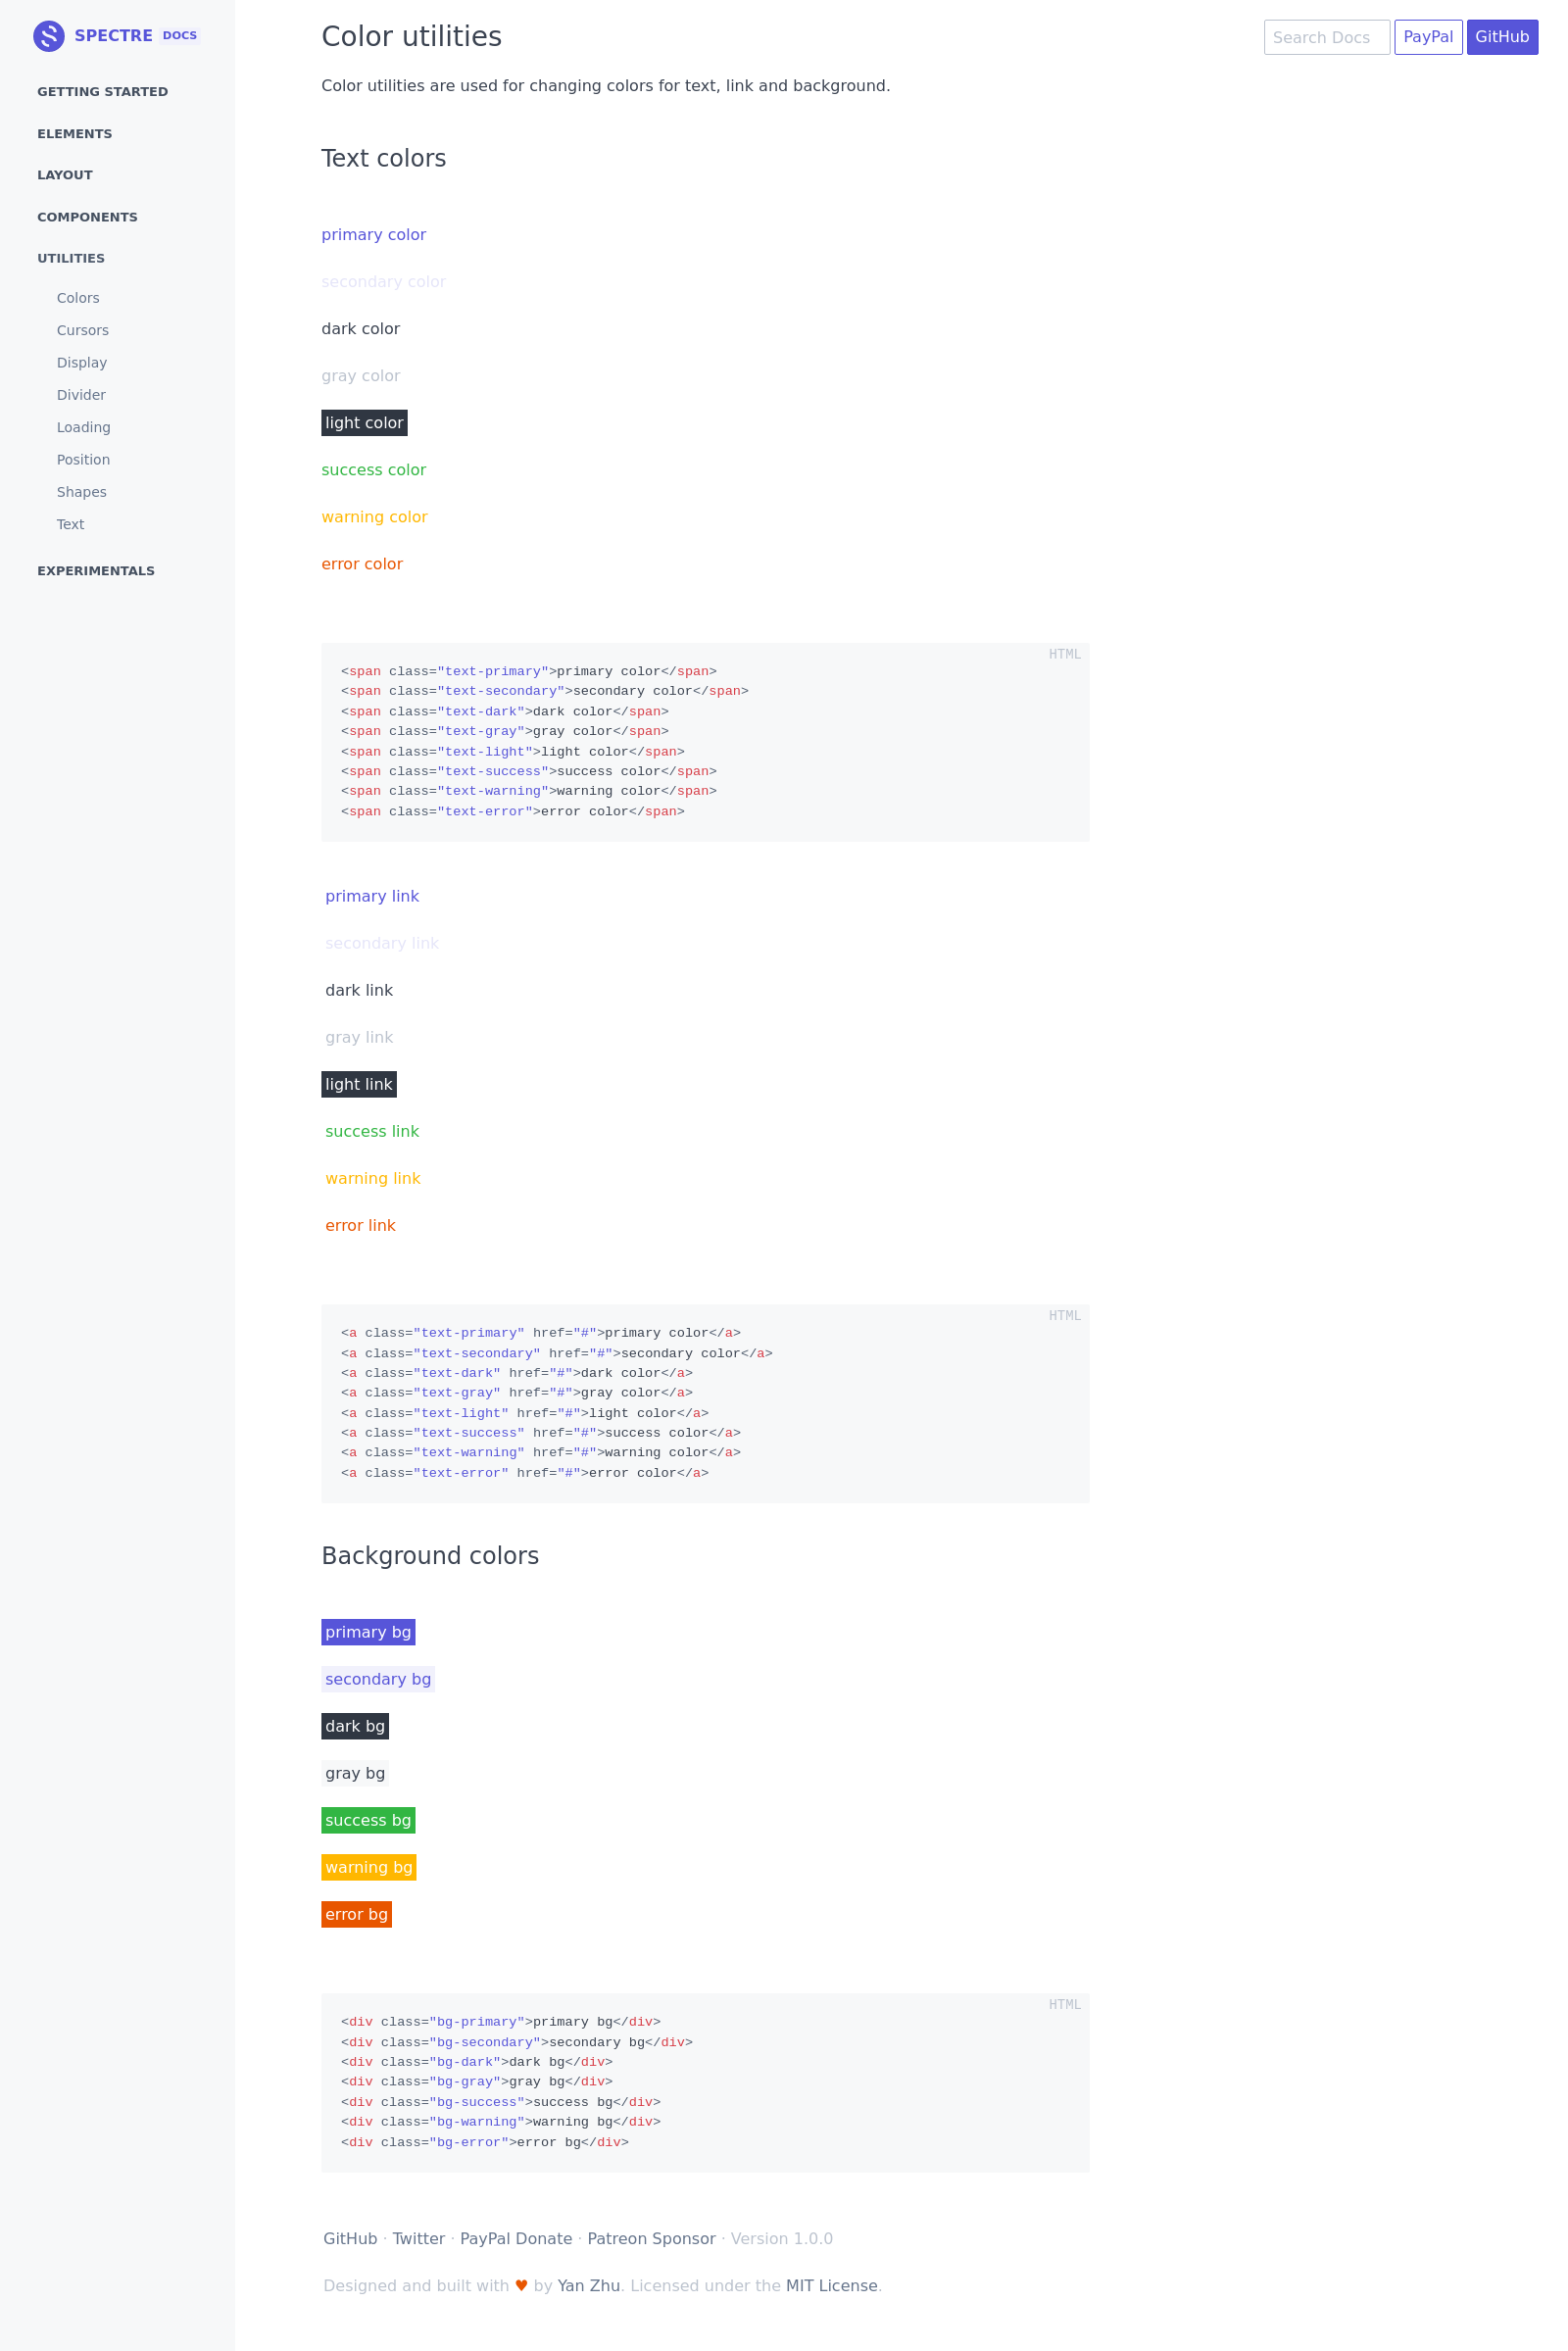 SPECTRE DOCS
GETTING STARTED
ELEMENTS
LAYOUT
COMPONENTS
UTILITIES
Colors
Cursors
Display
Divider
Loading
Position
Shapes
Text
EXPERIMENTALS
Color utilities
Search Docs PayPal GitHub
Color utilities are used for changing colors for text, link and background.
Text colors
primary color
secondary color
dark color
gray color
light color
success color
warning color
error color
HTML
<span class="text-primary">primary color</span>
<span class="text-secondary">secondary color</span>
<span class="text-dark">dark color</span>
<span class="text-gray">gray color</span>
<span class="text-light">light color</span>
<span class="text-success">success color</span>
<span class="text-warning">warning color</span>
<span class="text-error">error color</span>
primary link
secondary link
dark link
gray link
light link
success link
warning link
error link
HTML
<a class="text-primary" href="#">primary color</a>
<a class="text-secondary" href="#">secondary color</a>
<a class="text-dark" href="#">dark color</a>
<a class="text-gray" href="#">gray color</a>
<a class="text-light" href="#">light color</a>
<a class="text-success" href="#">success color</a>
<a class="text-warning" href="#">warning color</a>
<a class="text-error" href="#">error color</a>
Background colors
primary bg
secondary bg
dark bg
gray bg
success bg
warning bg
error bg
HTML
<div class="bg-primary">primary bg</div>
<div class="bg-secondary">secondary bg</div>
<div class="bg-dark">dark bg</div>
<div class="bg-gray">gray bg</div>
<div class="bg-success">success bg</div>
<div class="bg-warning">warning bg</div>
<div class="bg-error">error bg</div>
GitHub · Twitter · PayPal Donate · Patreon Sponsor · Version 1.0.0
Designed and built with ♥ by Yan Zhu. Licensed under the MIT License.